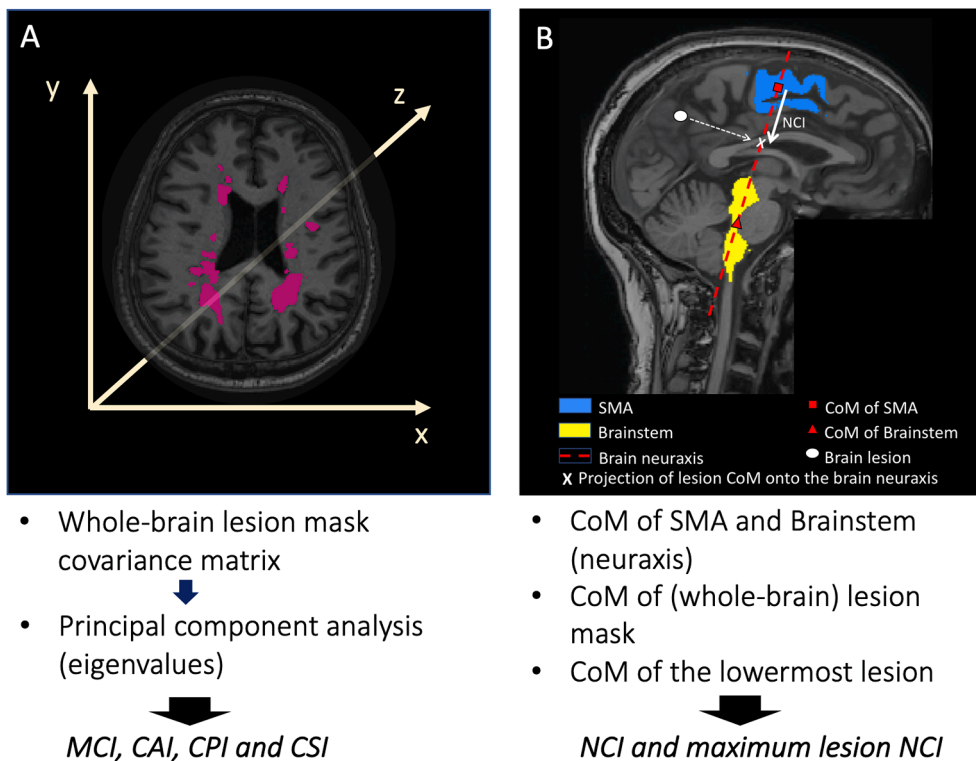 A
y
z
x
• Whole-brain lesion mask
covariance matrix
• Principal component analysis
(eigenvalues)
MCI, CAI, CPI and CSI
B
NCI
x
SMA
CoM of SMA
Brainstem
CoM of Brainstem
Brain neuraxis
Brain lesion
X Projection of lesion CoM onto the brain neuraxis
• CoM of SMA and Brainstem
(neuraxis)
• CoM of (whole-brain) lesion
mask
• CoM of the lowermost lesion
NCI and maximum lesion NCI